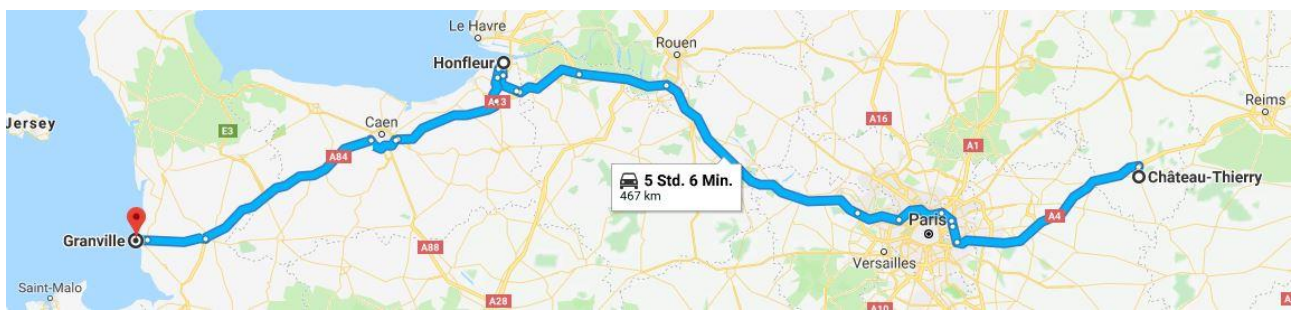 Le Havre
Honfleur
Rouen
A13
Caen
Jersey
E3
A84
A16
A1
Reims
5 Std. 6 Min.
467 km
Château-Thierry
A4
Granville
Paris
Versailles
A88
Saint-Malo
A28
A10